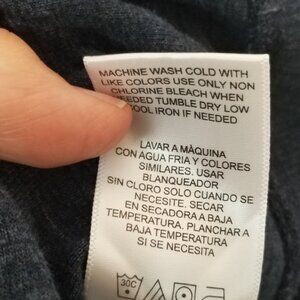 MACHINE WASH COLD WITH
LIKE COLORS USE ONLY NON
CHLORINE BLEACH WHEN
EEDED TUMBLE DRY LOW
OOL IRON IF NEEDED
LAVAR A MÀQUINA
CON AGUA FRIA Y COLORES
SIMILARES. USAR
BLANQUEADOR
SIN CLORO SOLO CUANDO SE
NECESITE. SECAR
EN SECADORA A BAJA
TEMPERATURA. PLANCHAR A
BAJA TEMPERATURA
SI SE NECESITA
30C